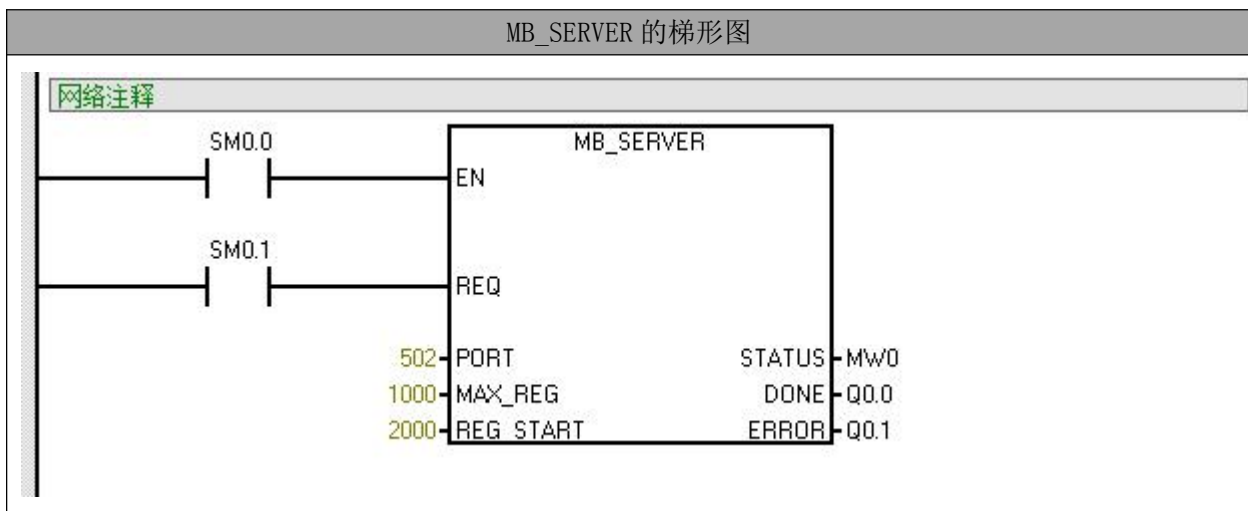 MB_SERVER 的梯形图
网络注释
SM0.0
MB_SERVER
EN
SM0.1
REQ
502 PORT STATUS MW0
1000 MAX_REG DONE Q0.0
2000 REG_START ERROR Q0.1